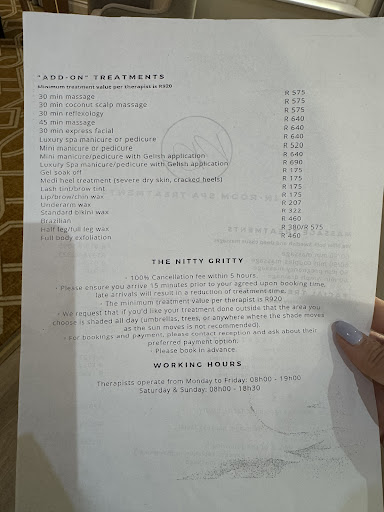 "ADD-ON" TREATMENTS
Minimum treatment value per therapist is R920
30 min massage R 575
30 min coconut scalp massage R 575
30 min reflexology R 575
45 min massage R 640
30 min express facial R 640
Luxury spa manicure or pedicure R 640
Mini manicure or pedicure R 520
Mini manicure/pedicure with Gelish application R 640
Luxury Spa manicure/pedicure with Gelish application R 690
Gel soak off R 175
Medi heel treatment (severe dry skin, cracked heels) R 175
Lash tint/brow tint R 175
Lip/brow/chin wax R 175
Underarm wax R 207
Standard bikini wax R 322
Brazilian R 460
Half leg/full leg wax R 380/R 575
Full body exfoliation R 460
THE NITTY GRITTY
- 100% Cancellation fee within 5 hours.
- Please ensure you arrive 15 minutes prior to your agreed upon booking time,
late arrivals will result in a reduction of treatment time.
- The minimum treatment value per therapist is R920
- We request that if you'd like your treatment done outside that the area you
choose is shaded all day (umbrellas, trees, or anywhere where the shade moves
as the sun moves is not recommended).
- For bookings and payment, please contact reception and ask about their
preferred payment option.
- Please book in advance.
WORKING HOURS
Therapists operate from Monday to Friday: 08h00 - 19h00
Saturday & Sunday: 08h00 - 18h30